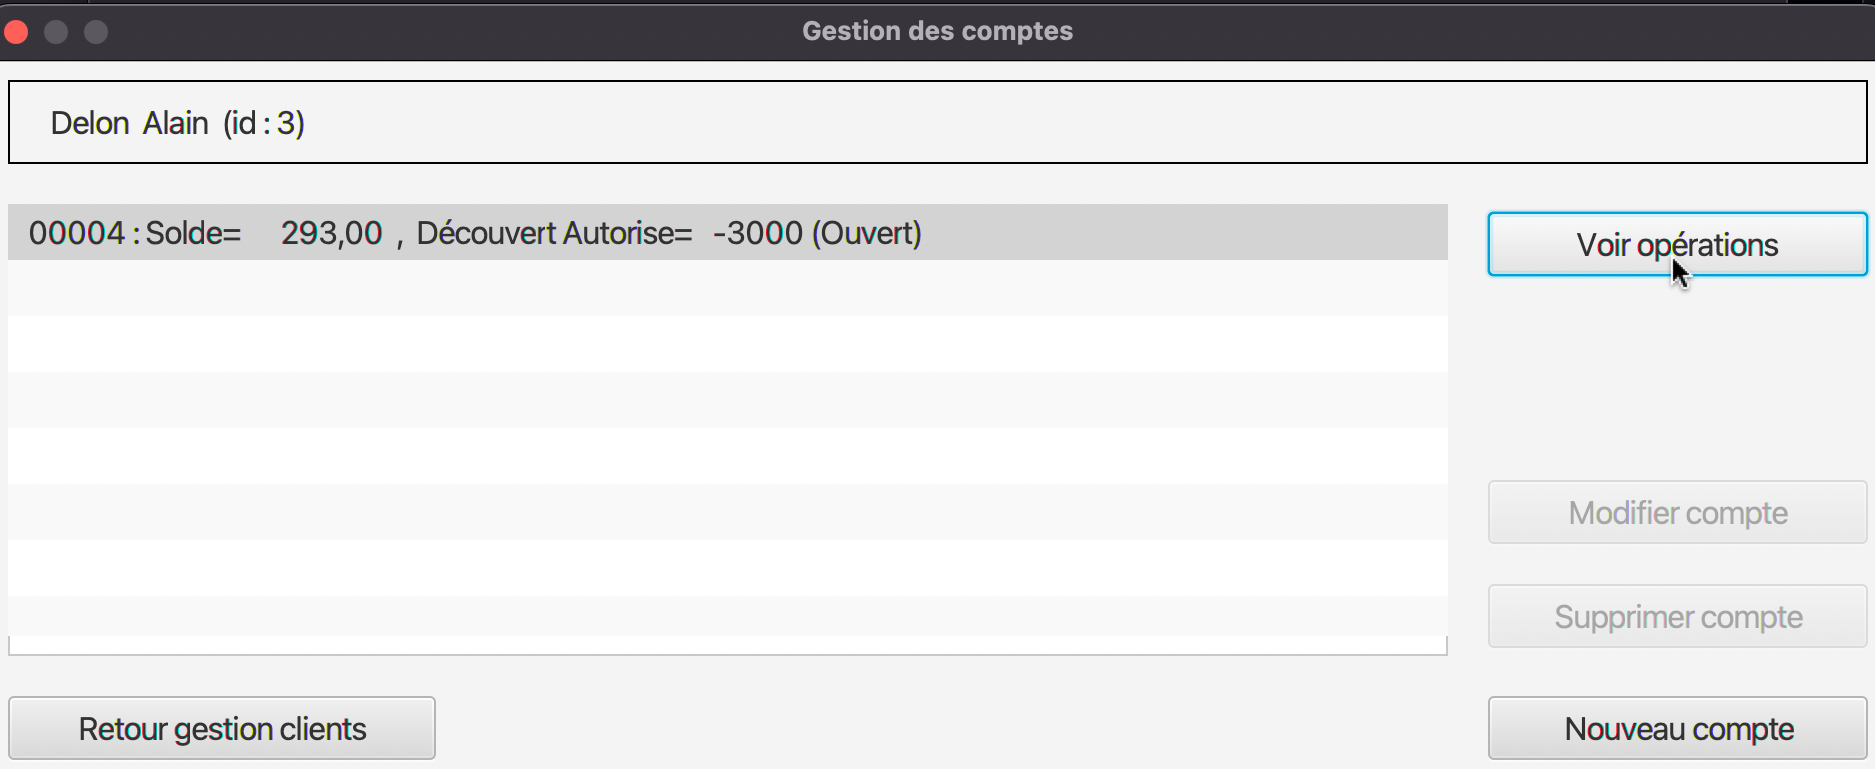 Gestion des comptes
Delon Alain (id : 3)
00004 : Solde= 293,00 , Découvert Autorise= -3000 (Ouvert)
Voir opérations
Modifier compte
Supprimer compte
Retour gestion clients
Nouveau compte